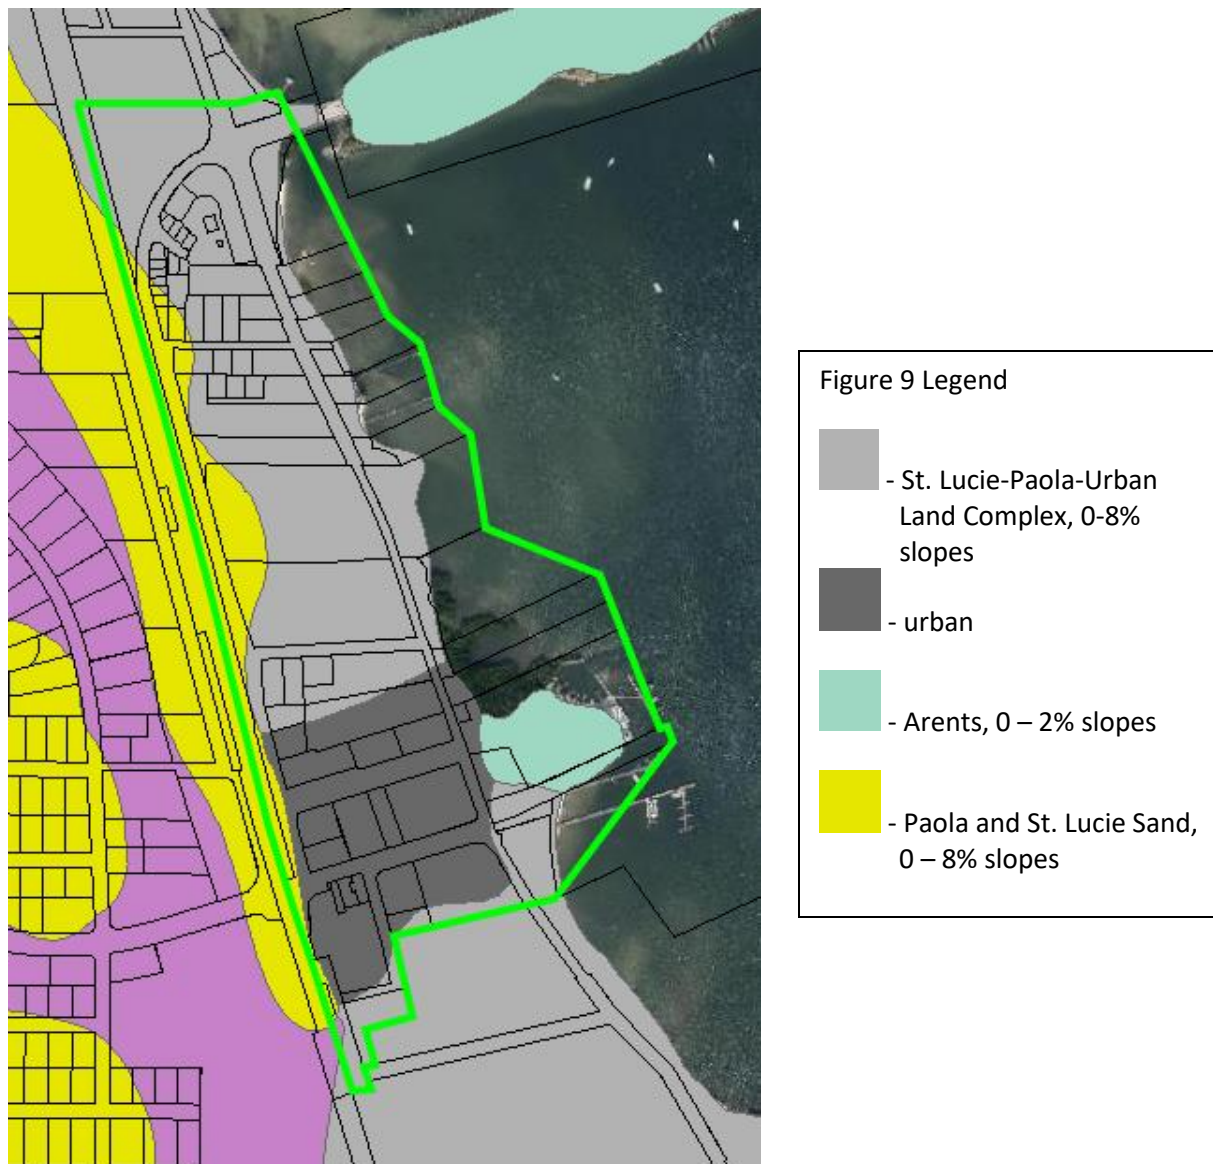 Figure 9 Legend
- St. Lucie-Paola-Urban
Land Complex, 0-8%
slopes
- urban
- Arents, 0 – 2% slopes
- Paola and St. Lucie Sand,
0 – 8% slopes